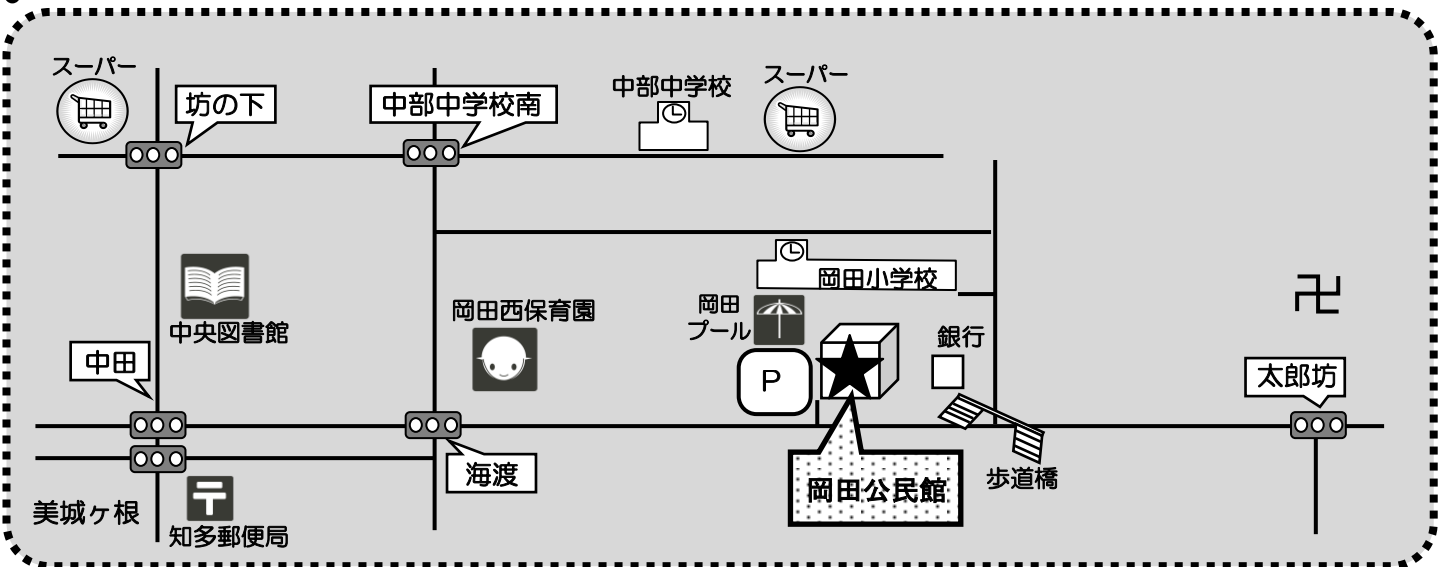 スーパー
坊の下
中部中学校南
中部中学校
スーパー
中央図書館
中田
岡田西保育園
岡田小学校
岡田
プール
P
銀行
卍
太郎坊
海渡
岡田公民館
歩道橋
美城ヶ根
〒
知多郵便局